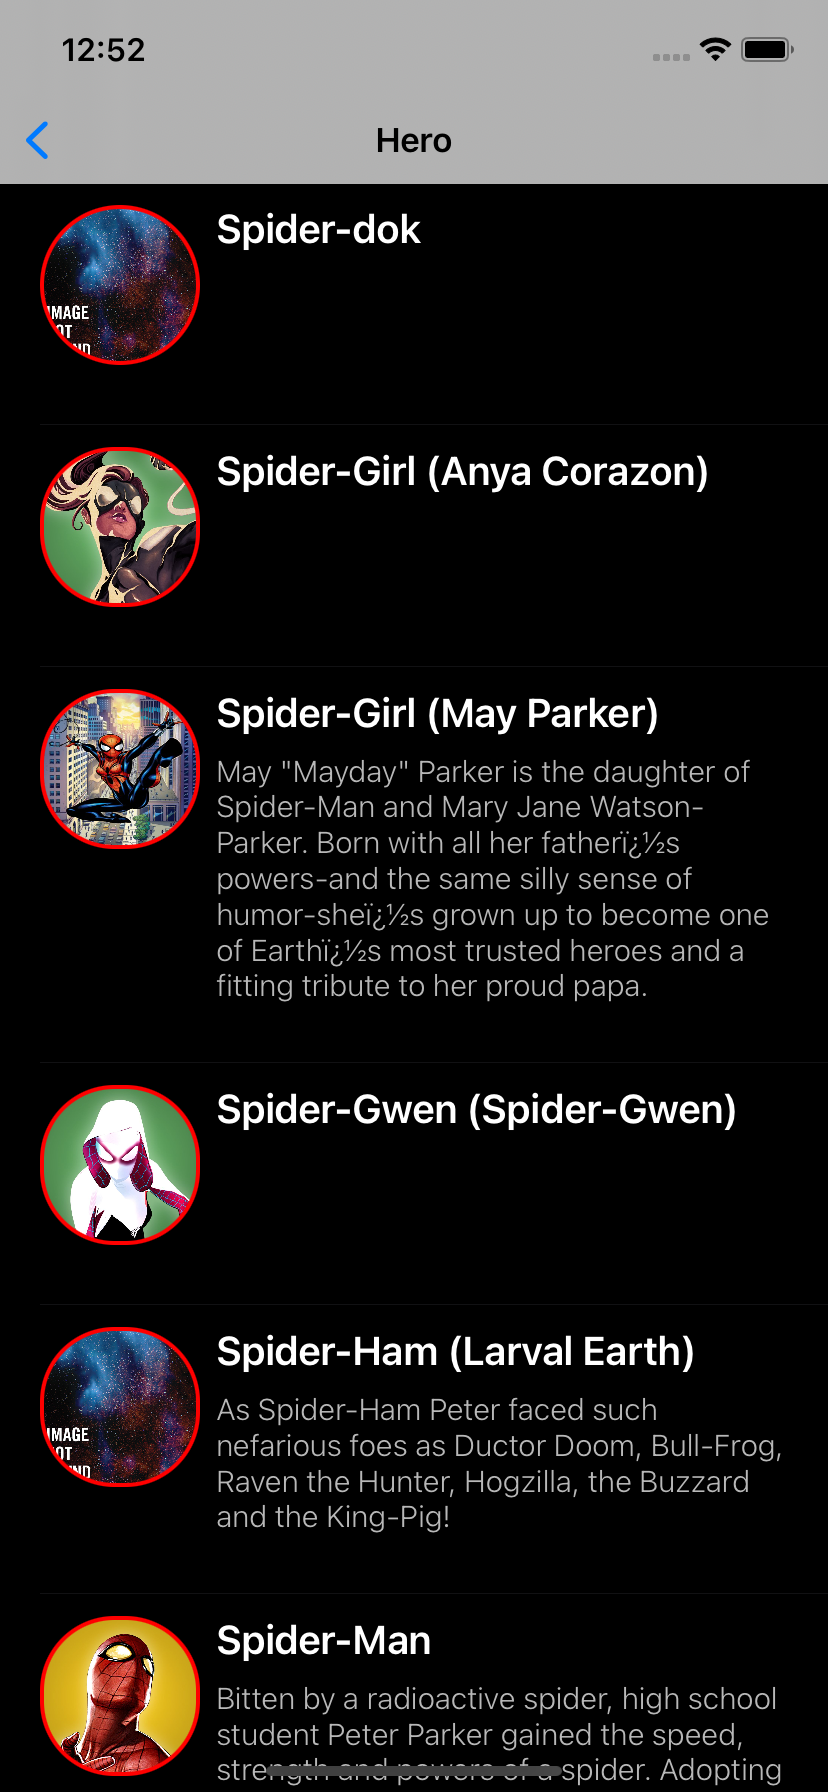 12:52
Hero
Spider-dok
IMAGE
OT
ND
Spider-Girl (Anya Corazon)
Spider-Girl (May Parker)
May "Mayday" Parker is the daughter of
Spider-Man and Mary Jane Watson-
Parker. Born with all her fatherï¿½s
powers-and the same silly sense of
humor-sheï¿½s grown up to become one
of Earthï¿½s most trusted heroes and a
fitting tribute to her proud papa.
Spider-Gwen (Spider-Gwen)
Spider-Ham (Larval Earth)
IMAGE
OT
ND
As Spider-Ham Peter faced such
nefarious foes as Ductor Doom, Bull-Frog,
Raven the Hunter, Hogzilla, the Buzzard
and the King-Pig!
Spider-Man
Bitten by a radioactive spider, high school
student Peter Parker gained the speed,
strength and powers of a spider. Adopting